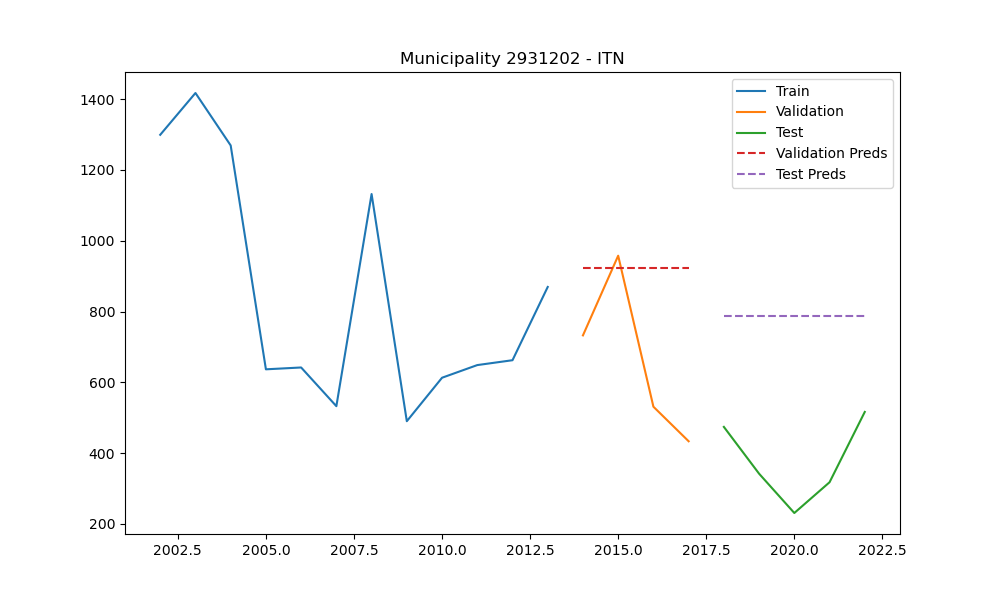 Municipality 2931202 - ITN
Train
Validation
Test
Validation Preds
Test Preds
1400
1200
1000
800
600
400
200
2002.5 2005.0 2007.5 2010.0 2012.5 2015.0 2017.5 2020.0 2022.5